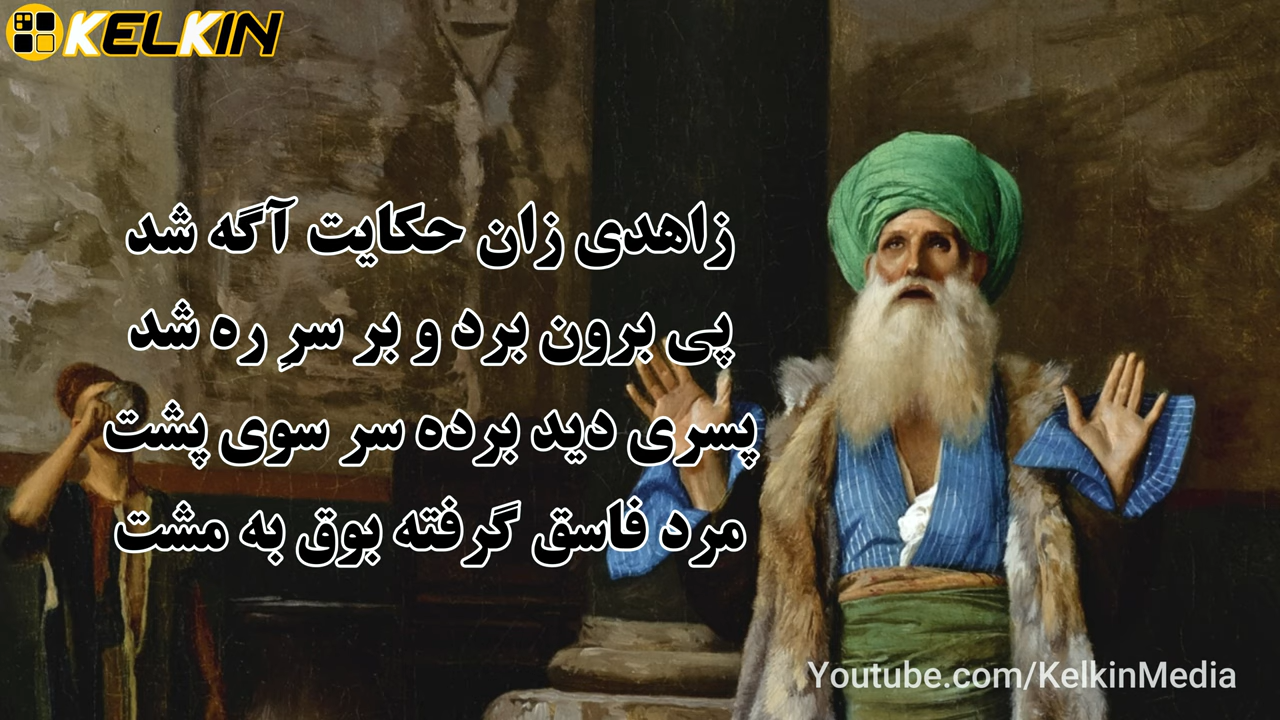 KELKIN
زاهدی زان حکایت آگه شد
پی برون برد و بر سرِ ره شد
پسری دید برده سر سوی پشت
مرد فاسق گرفته بوق به مشت
Youtube.com/KelkinMedia